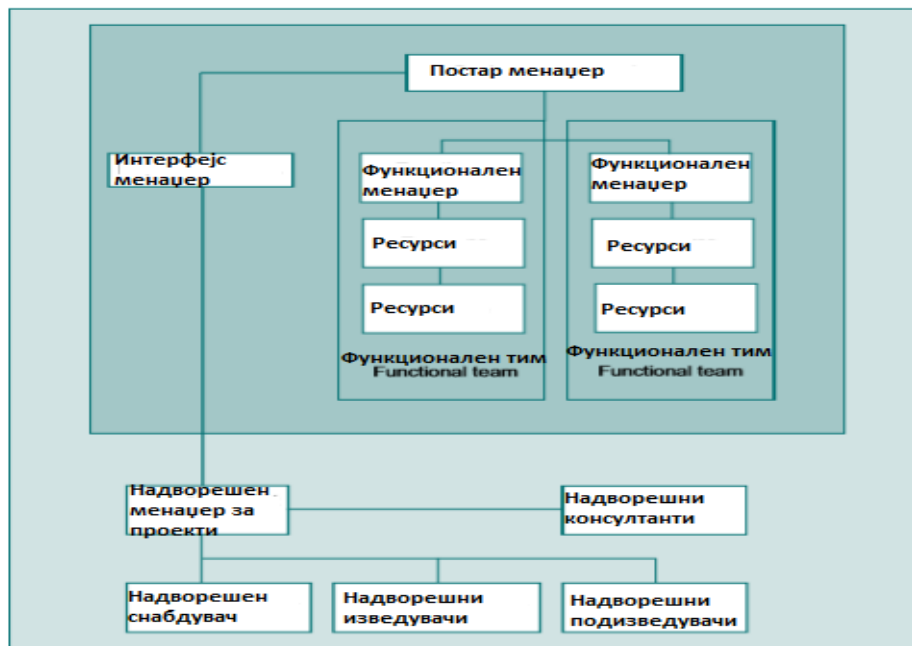 Постар менаџер
Интерфејс
менаџер
Функционален
менаџер
Функционален
менаџер
Ресурси
Ресурси
Ресурси
Ресурси
Функционален тим
Functional team
Функционален тим
Functional team
Надворешен
менаџер за
проекти
Надворешни
консултанти
Надворешен
снабдувач
Надворешни
изведувачи
Надворешни
подизведувачи